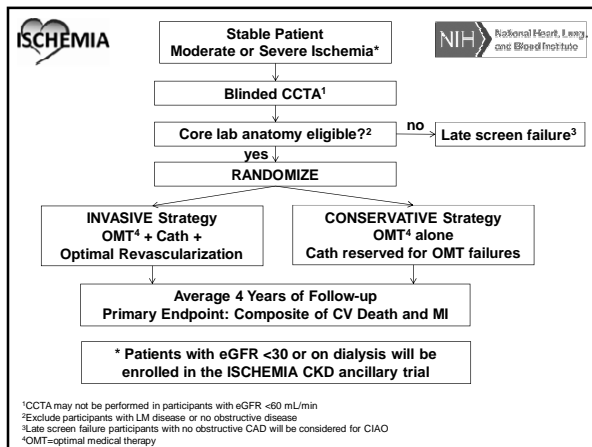 ISCHEMIA
Stable Patient
Moderate or Severe Ischemia*
NIH
National Heart, Lung,
and Blood Institute
Blinded CCTA¹
Core lab anatomy eligible?²
no
Late screen failure³
yes
RANDOMIZE
INVASIVE Strategy
OMT⁴ + Cath +
Optimal Revascularization
CONSERVATIVE Strategy
OMT⁴ alone
Cath reserved for OMT failures
Average 4 Years of Follow-up
Primary Endpoint: Composite of CV Death and MI
* Patients with eGFR <30 or on dialysis will be
enrolled in the ISCHEMIA CKD ancillary trial
¹CCTA may not be performed in participants with eGFR <60 mL/min
²Exclude participants with LM disease or no obstructive disease
³Late screen failure participants with no obstructive CAD will be considered for CIAO
⁴OMT=optimal medical therapy